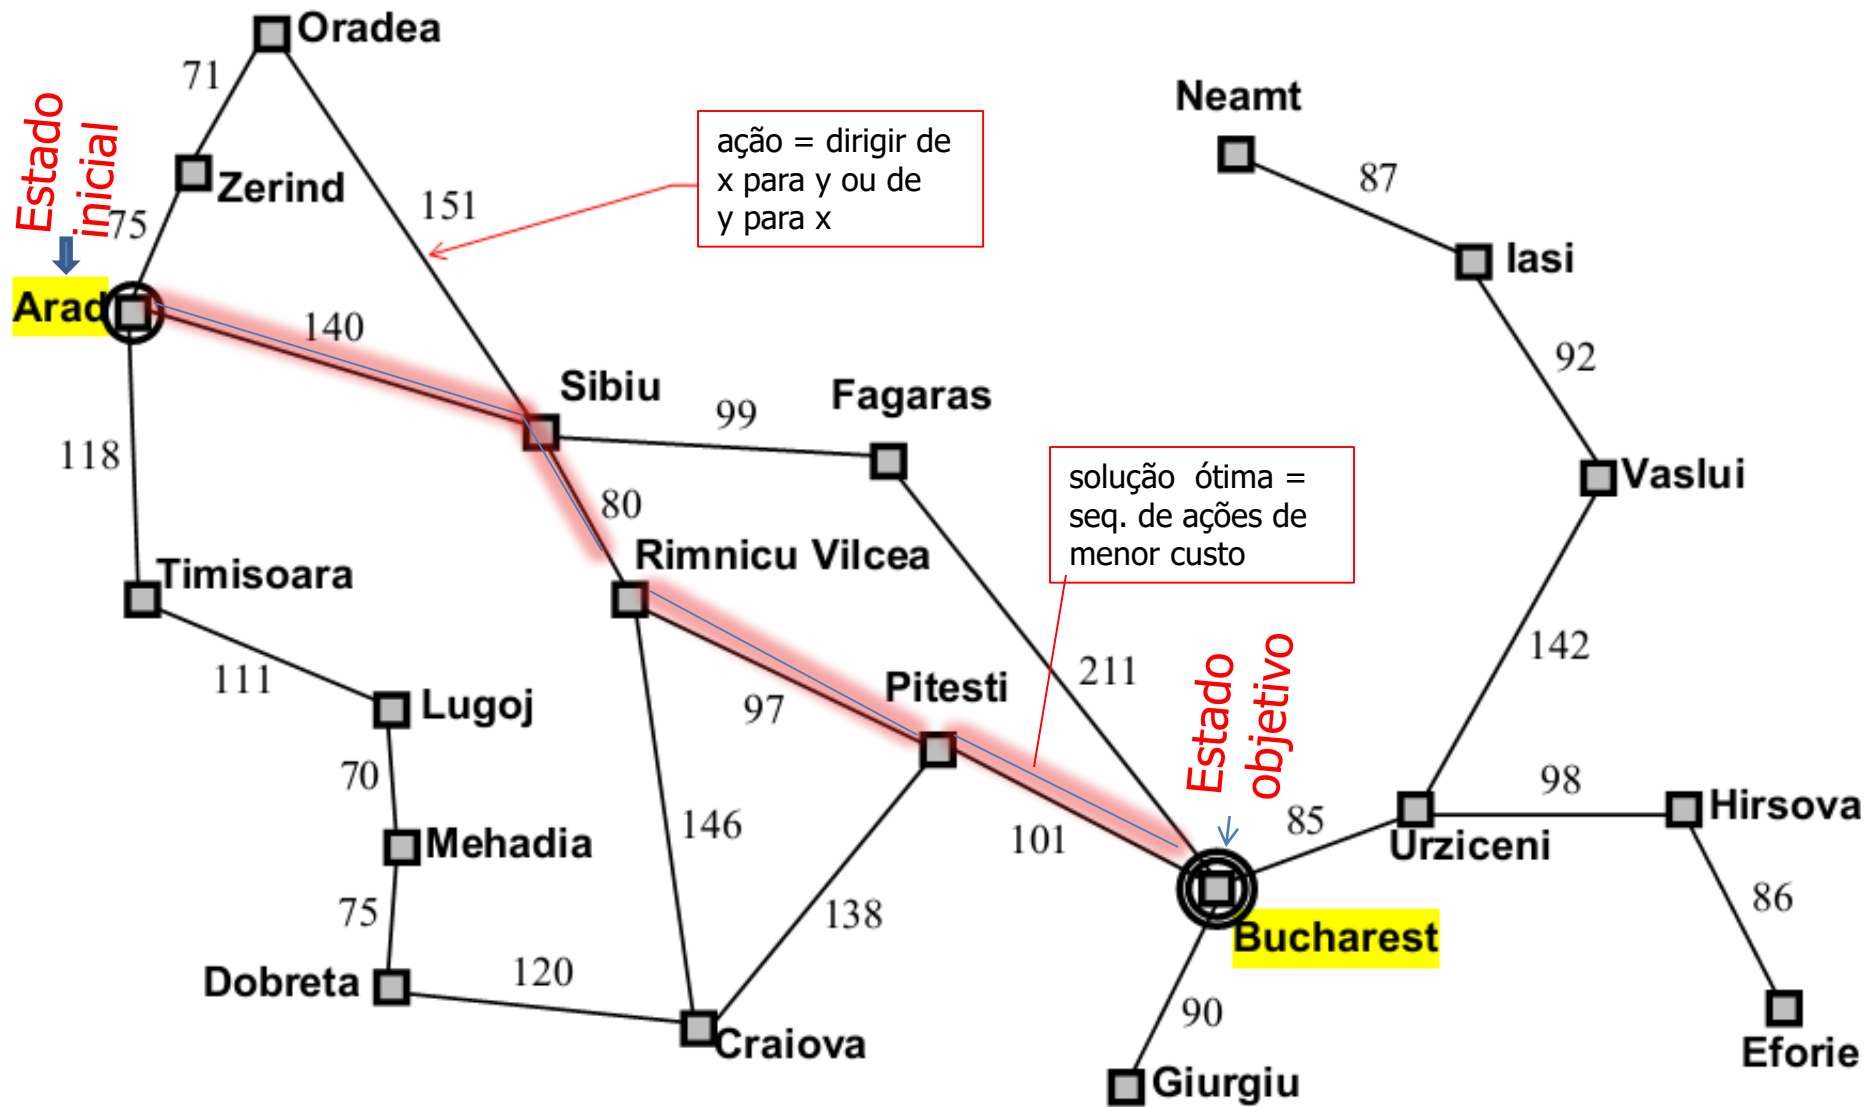 Oradea
71
Neamt
Estado
inicial
ação = dirigir de
x para y ou de
y para x
87
Zerind
151
75
Iasi
Arad
140
92
Sibiu
Fagaras
99
118
Vaslui
solução ótima =
seq. de ações de
menor custo
80
Rimnicu Vilcea
Timisoara
142
211
Estado
objetivo
111
Pitesti
Lugoj
97
70
98
Hirsova
85
146
101
Mehadia
Urziceni
86
75
138
Bucharest
120
Dobreta
90
Craiova
Eforie
Giurgiu